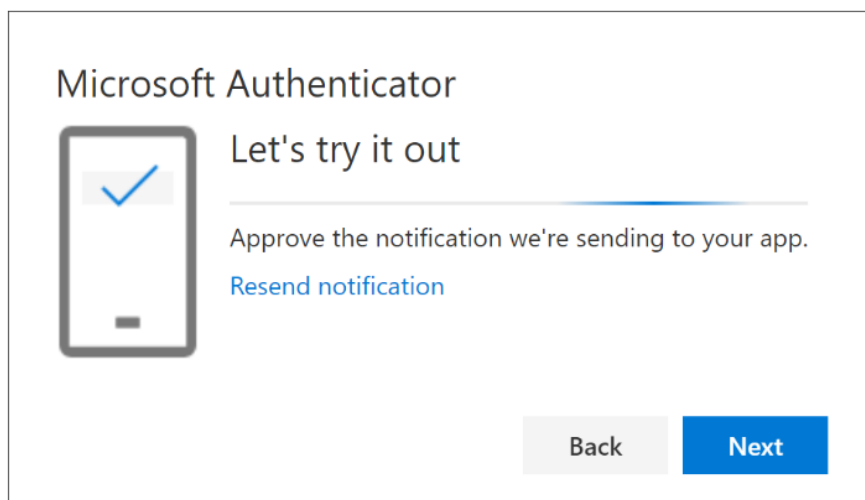 Microsoft Authenticator
Let's try it out
Approve the notification we're sending to your app.
Resend notification
Back
Next